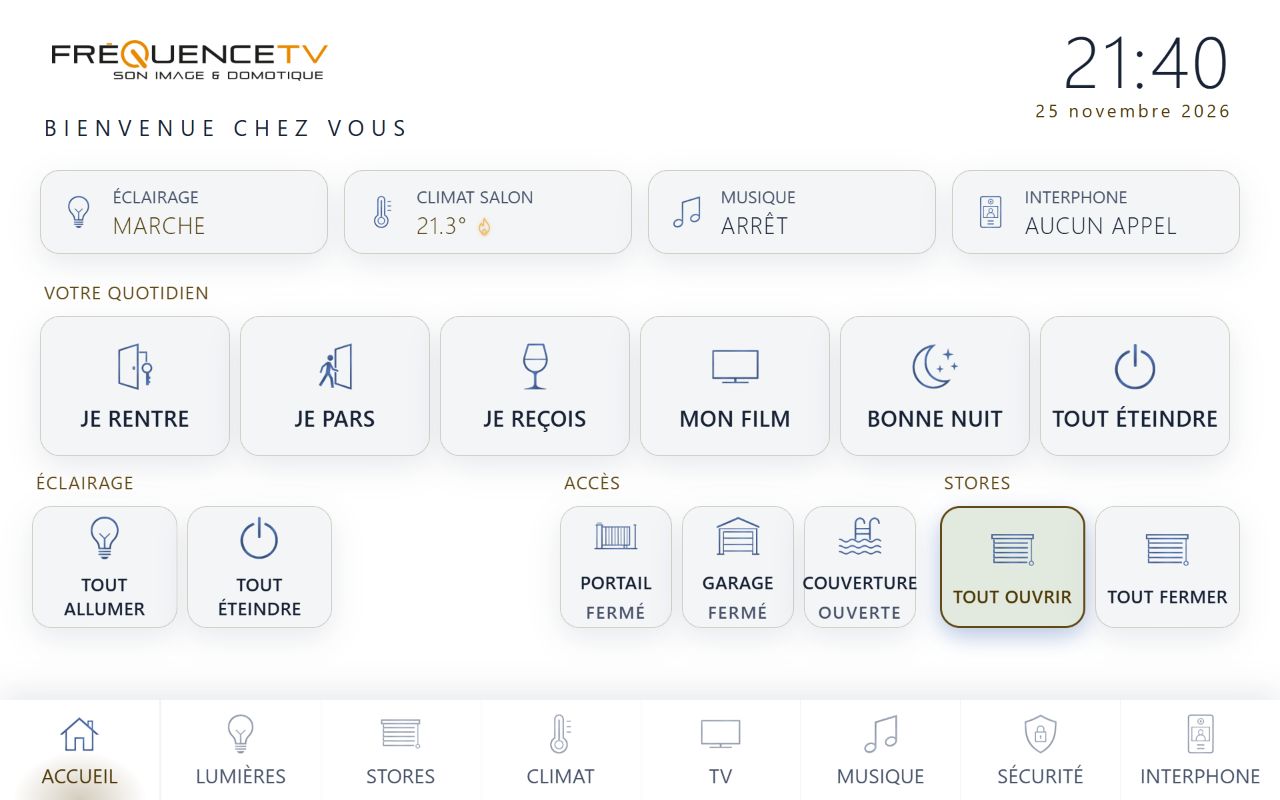 FRÉQUENCETV
SON IMAGE & DOMOTIQUE
21:40
25 novembre 2026
BIENVENUE CHEZ VOUS
ÉCLAIRAGE
MARCHE
CLIMAT SALON
21.3°
MUSIQUE
ARRÊT
INTERPHONE
AUCUN APPEL
VOTRE QUOTIDIEN
JE RENTRE
JE PARS
JE REÇOIS
MON FILM
BONNE NUIT
TOUT ÉTEINDRE
ÉCLAIRAGE
TOUT
ALLUMER
TOUT
ÉTEINDRE
ACCÈS
PORTAIL
FERMÉ
GARAGE
FERMÉ
COUVERTURE
OUVERTE
STORES
TOUT OUVRIR
TOUT FERMER
ACCUEIL
LUMIÈRES
STORES
CLIMAT
TV
MUSIQUE
SÉCURITÉ
INTERPHONE